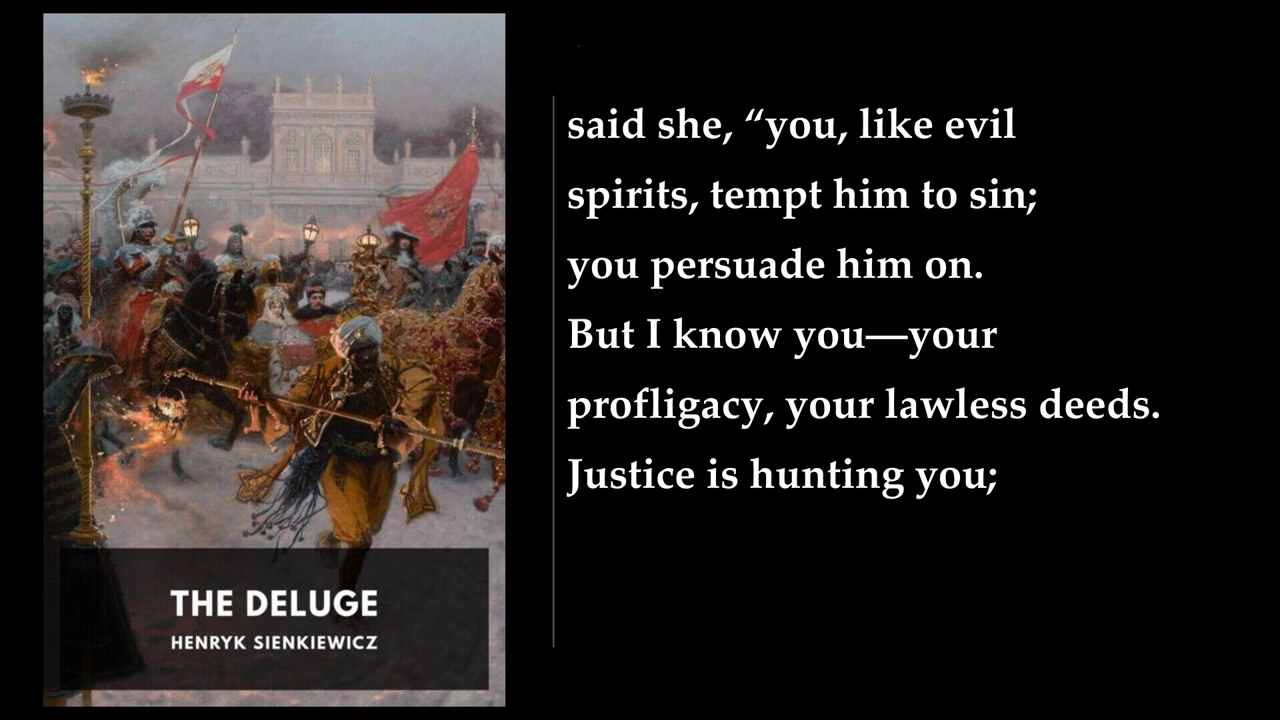 said she, “you, like evil
spirits, tempt him to sin;
you persuade him on.
But I know you—your
profligacy, your lawless deeds.
Justice is hunting you;
THE DELUGE
HENRYK SIENKIEWICZ